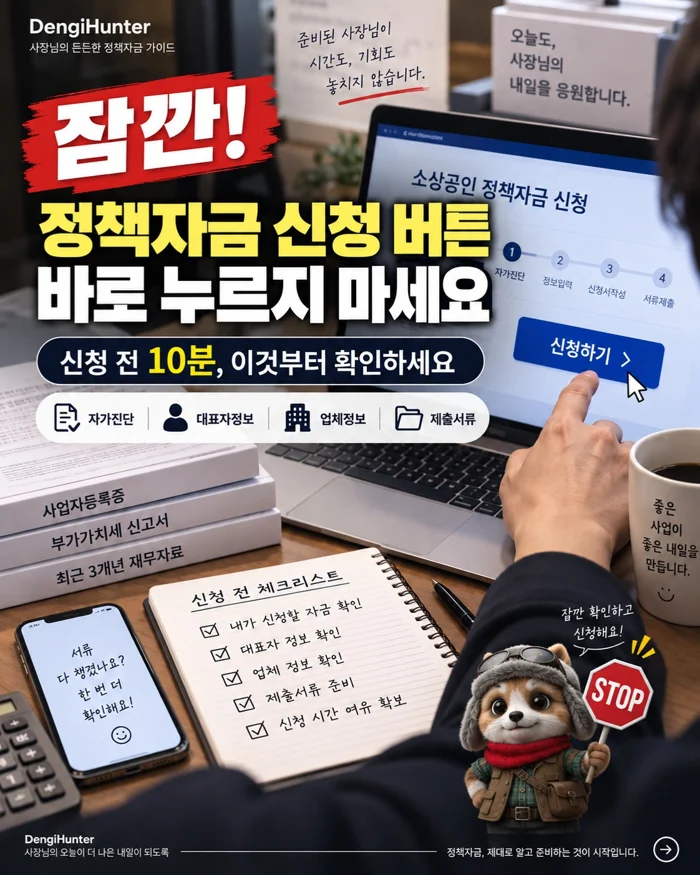 DengiHunter
사장님의 든든한 정책자금 가이드
준비된 사장님이
시간도, 기회도
놓치지 않습니다.
오늘도,
사장님의
내일을 응원합니다.
잠깐!
정책자금 신청 버튼
바로 누르지 마세요
신청 전 10분, 이것부터 확인하세요
자가진단
대표자정보
업체정보
제출서류
소상공인 정책자금 신청
1
2
3
4
자가진단
정보입력
신청서작성
서류제출
신청하기
사업자등록증
부가가치세 신고서
최근 3개년 재무자료
신청 전 체크리스트
내가 신청할 자금 확인
대표자 정보 확인
업체 정보 확인
제출서류 준비
신청 시간 여유 확보
서류
다 챙겼나요?
한 번 더
확인해요!
좋은
사업이
좋은 내일을
만듭니다.
잠깐 확인하고
신청해요!
STOP
DengiHunter
사장님의 오늘이 더 나은 내일이 되도록
정책자금, 제대로 알고 준비하는 것이 시작입니다.